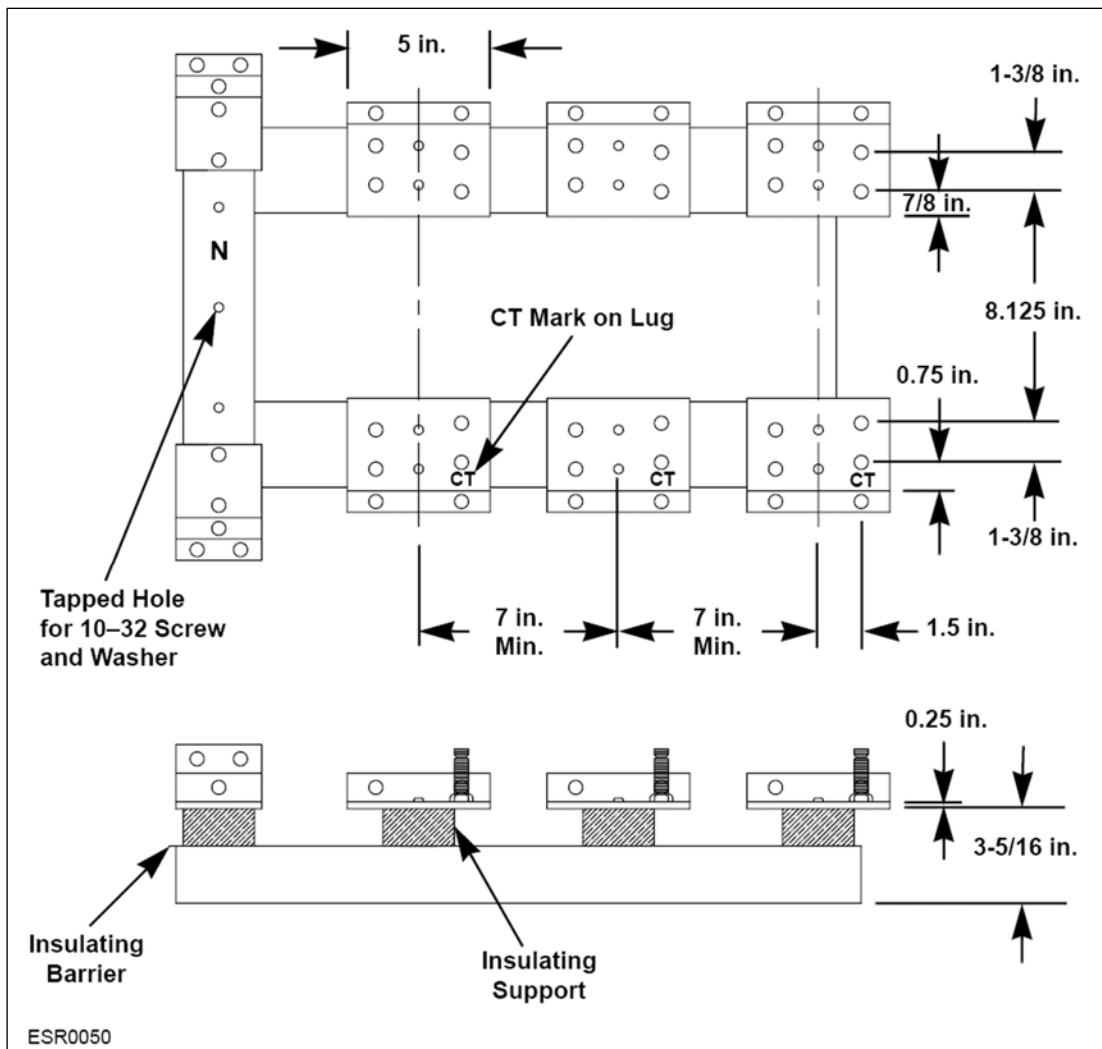 5 in.
1-3/8 in.
7/8 in.
N
8.125 in.
CT Mark on Lug
0.75 in.
CT
CT
CT
1-3/8 in.
Tapped Hole
for 10–32 Screw
and Washer
7 in.
Min.
7 in.
Min.
1.5 in.
0.25 in.
3-5/16 in.
Insulating
Barrier
Insulating
Support
ESR0050